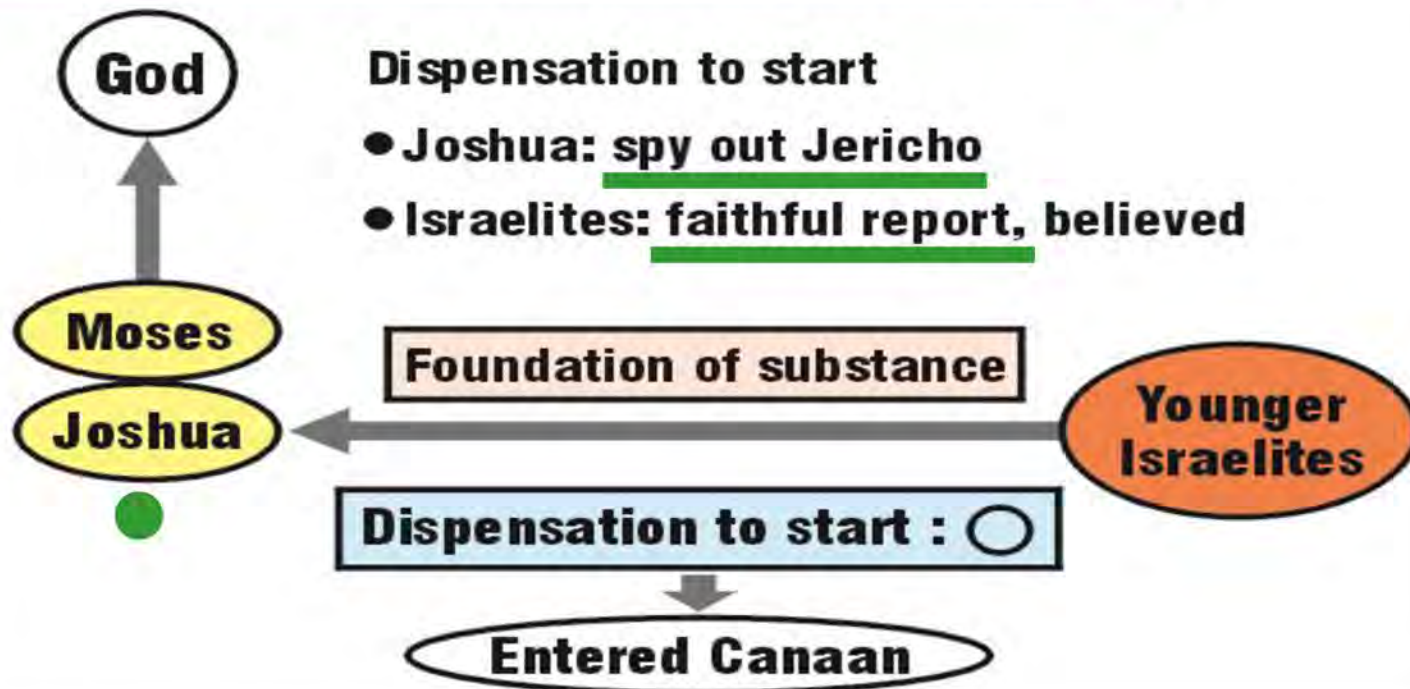 God
Dispensation to start
● Joshua: spy out Jericho
● Israelites: faithful report, believed
Moses
Joshua
Foundation of substance
Younger
Israelites
Dispensation to start : ○
Entered Canaan